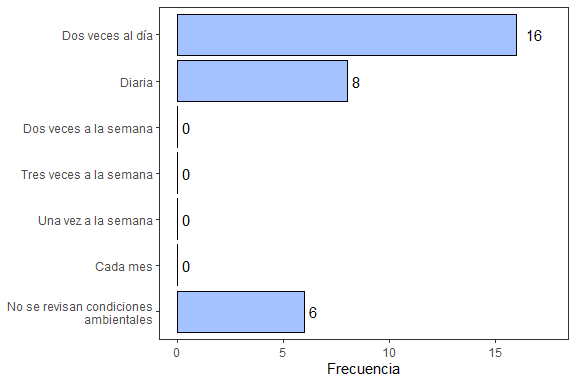 Dos veces al día
16
Diaria
8
Dos veces a la semana
0
Tres veces a la semana
0
Una vez a la semana
0
Cada mes
0
No se revisan condiciones
ambientales
6
0
5
10
15
Frecuencia